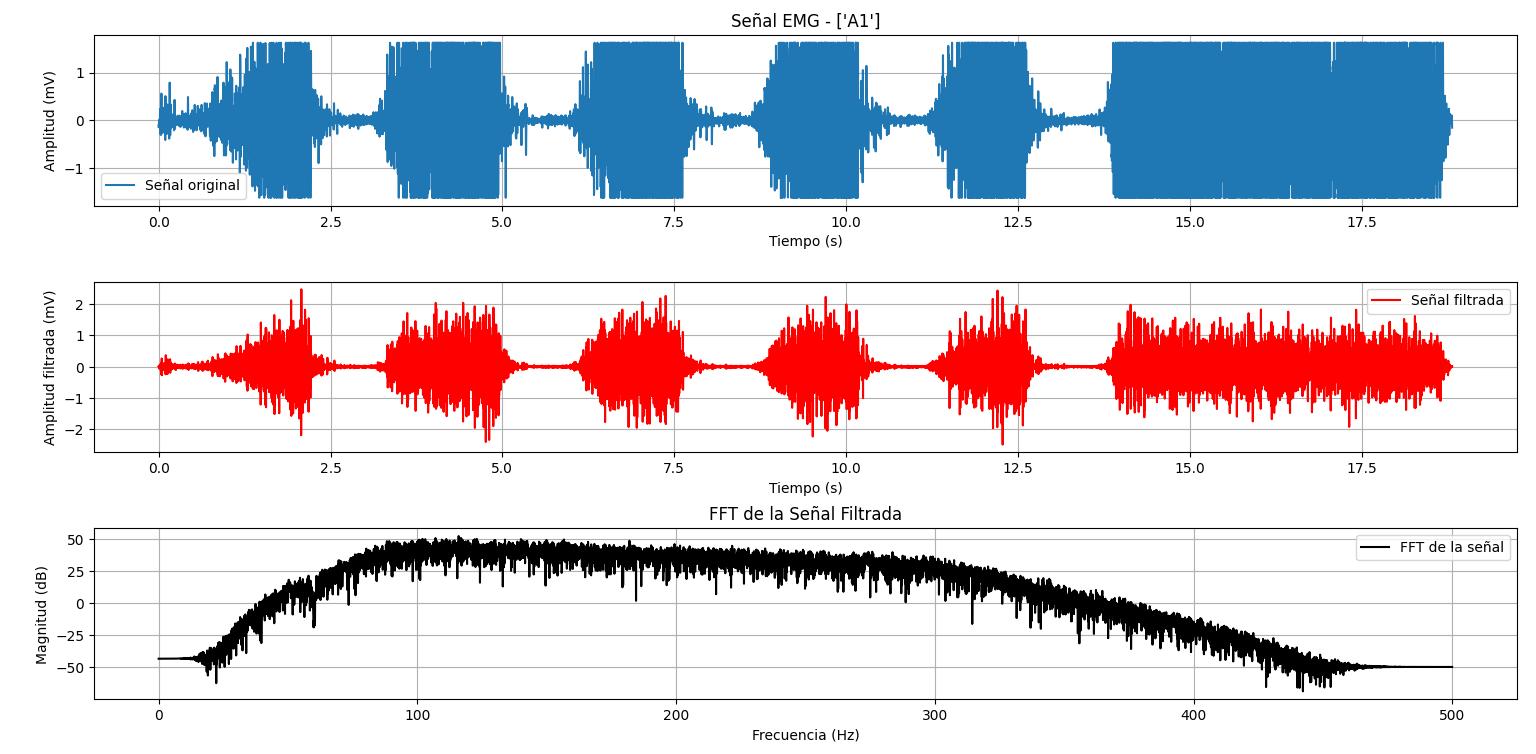 Señal EMG - ['A1']
Amplitud (mV)
1
0
−1
Señal original
0.0 2.5 5.0 7.5 10.0 12.5 15.0 17.5
Tiempo (s)
Amplitud filtrada (mV)
2
1
0
−1
−2
Señal filtrada
0.0 2.5 5.0 7.5 10.0 12.5 15.0 17.5
Tiempo (s)
FFT de la Señal Filtrada
Magnitud (dB)
50
25
0
−25
−50
FFT de la señal
0 100 200 300 400 500
Frecuencia (Hz)